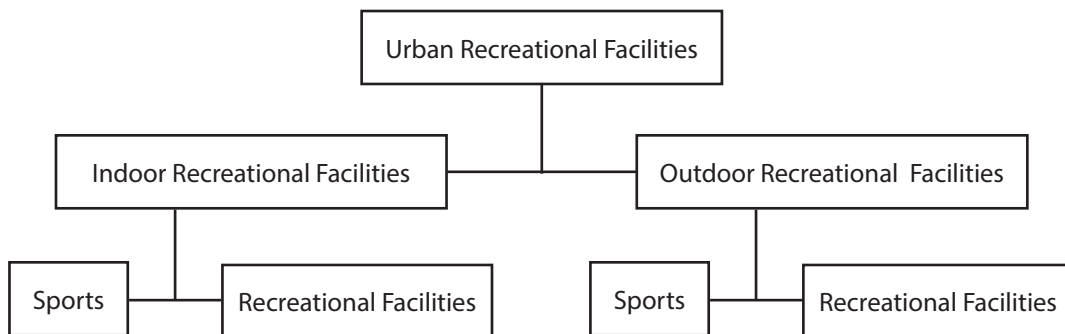 Urban Recreational Facilities
Indoor Recreational Facilities
Outdoor Recreational Facilities
Sports
Recreational Facilities
Sports
Recreational Facilities